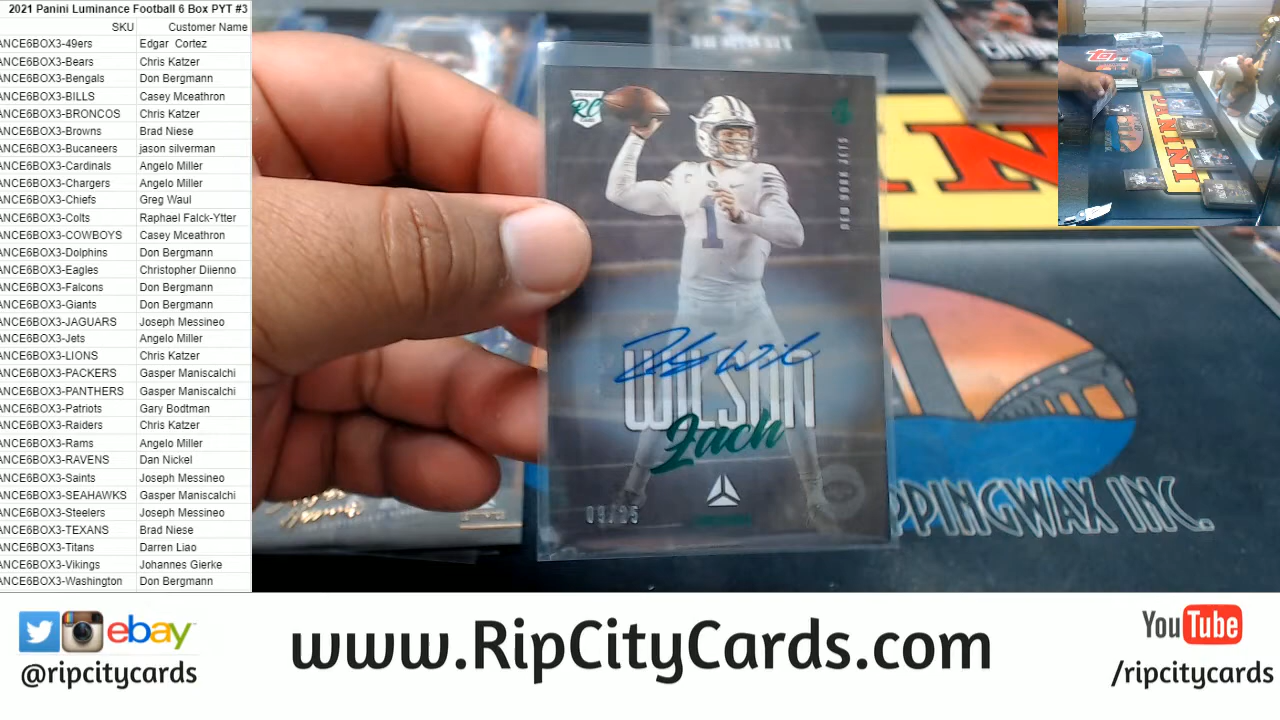 2021 Panini Luminance Football 6 Box PYT #3
SKU Customer Name
ANCE6BOX3-49ers Edgar Cortez
ANCE6BOX3-Bears Chris Katzer
ANCE6BOX3-Bengals Don Bergmann
ANCE6BOX3-BILLS Casey Mceathron
ANCE6BOX3-BRONCOS Chris Katzer
ANCE6BOX3-Browns Brad Niese
ANCE6BOX3-Bucaneers jason silverman
ANCE6BOX3-Cardinals Angelo Miller
ANCE6BOX3-Chargers Angelo Miller
ANCE6BOX3-Chiefs Greg Waul
ANCE6BOX3-Colts Raphael Falck-Ytter
ANCE6BOX3-COWBOYS Casey Mceathron
ANCE6BOX3-Dolphins Don Bergmann
ANCE6BOX3-Eagles Christopher Diienno
ANCE6BOX3-Falcons Don Bergmann
ANCE6BOX3-Giants Don Bergmann
ANCE6BOX3-JAGUARS Joseph Messineo
ANCE6BOX3-Jets Angelo Miller
ANCE6BOX3-LIONS Chris Katzer
ANCE6BOX3-PACKERS Gasper Maniscalchi
ANCE6BOX3-PANTHERS Gasper Maniscalchi
ANCE6BOX3-Patriots Gary Bodtman
ANCE6BOX3-Raiders Chris Katzer
ANCE6BOX3-Rams Angelo Miller
ANCE6BOX3-RAVENS Dan Nickel
ANCE6BOX3-Saints Joseph Messineo
ANCE6BOX3-SEAHAWKS Gasper Maniscalchi
ANCE6BOX3-Steelers Joseph Messineo
ANCE6BOX3-TEXANS Brad Niese
ANCE6BOX3-Titans Darren Liao
ANCE6BOX3-Vikings Johannes Gierke
ANCE6BOX3-Washington Don Bergmann
RC
NEW YORK JETS
1
WILSON
Zach
09/25
PPINGWAX INC.
Topps
PANINI
ebay
@ripcitycards
www.RipCityCards.com
YouTube
/ripcitycards